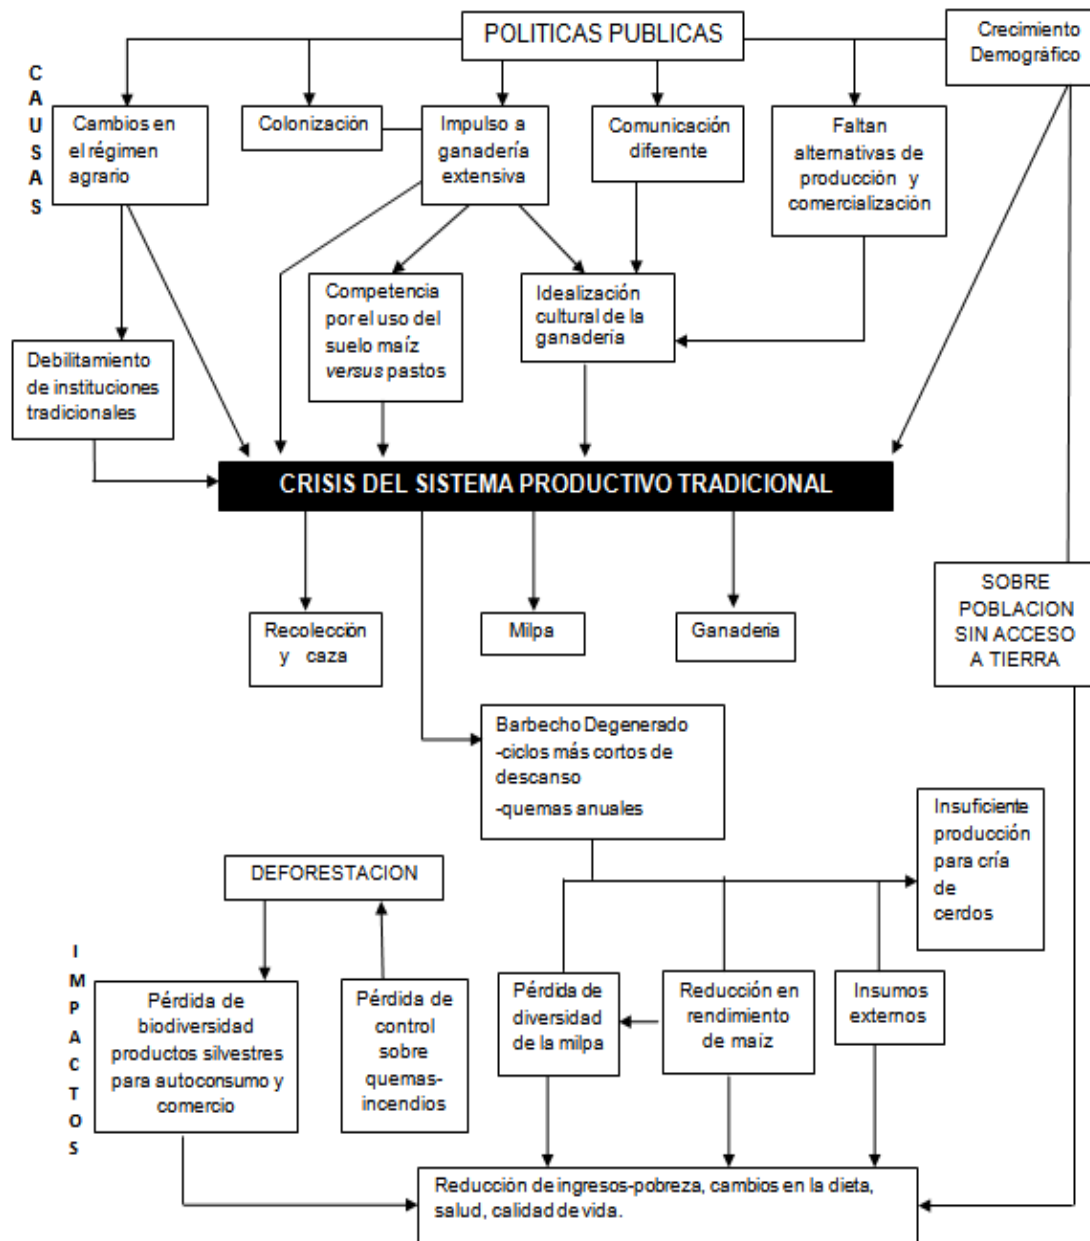 POLITICAS PUBLICAS
Crecimiento
Demográfico
CAUSAS
Cambios en
el régimen
agrario
Colonización
Impulso a
ganadería
extensiva
Comunicación
diferente
Faltan
alternativas de
producción y
comercialización
Competencia
por el uso del
suelo maíz
versus pastos
Idealización
cultural de la
ganadería
Debilitamiento
de instituciones
tradicionales
CRISIS DEL SISTEMA PRODUCTIVO TRADICIONAL
SOBRE
POBLACION
SIN ACCESO
A TIERRA
Recolección
y caza
Milpa
Ganadería
Barbecho Degenerado
-ciclos más cortos de
descanso
-quemas anuales
Insuficiente
producción
para cría
de
cerdos
DEFORESTACION
IMPACTOS
Pérdida de
biodiversidad
productos silvestres
para autoconsumo y
comercio
Pérdida de
control
sobre
quemas-
incendios
Pérdida de
diversidad
de la milpa
Reducción en
rendimiento
de maíz
Insumos
externos
Reducción de ingresos-pobreza, cambios en la dieta,
salud, calidad de vida.